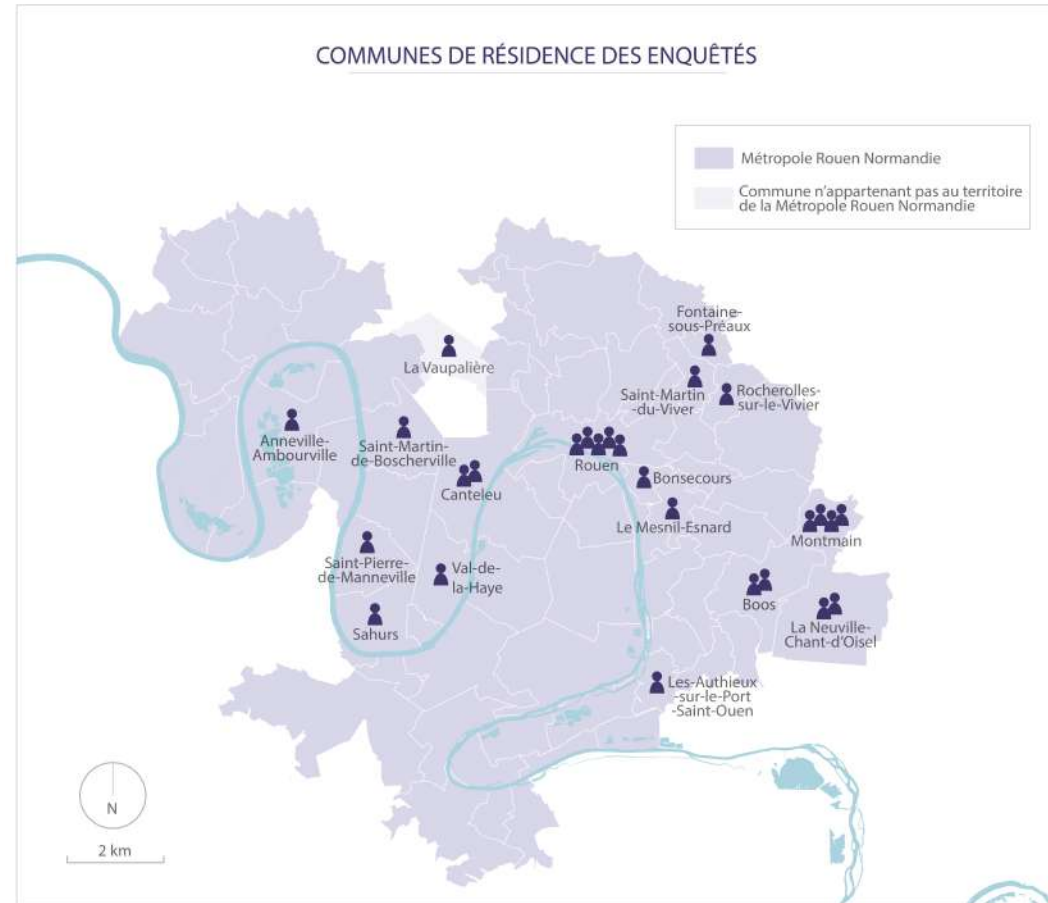 COMMUNES DE RÉSIDENCE DES ENQUÊTÉS
Métropole Rouen Normandie
Commune n'appartenant pas au territoire
de la Métropole Rouen Normandie
Fontaine-
sous-Préaux
La Vaupalière
Saint-Martin
-du-Viver
Rocherolles-
sur-le-Vivier
Anneville-
Ambourville
Saint-Martin-
de-Boscherville
Rouen
Canteleu
Bonsecours
Le Mesnil-Esnard
Montmain
Saint-Pierre-
de-Manneville
Val-de-
la-Haye
Boos
Sahurs
La Neuville-
Chant-d'Oisel
Les-Authieux
-sur-le-Port
-Saint-Ouen
N
2 km